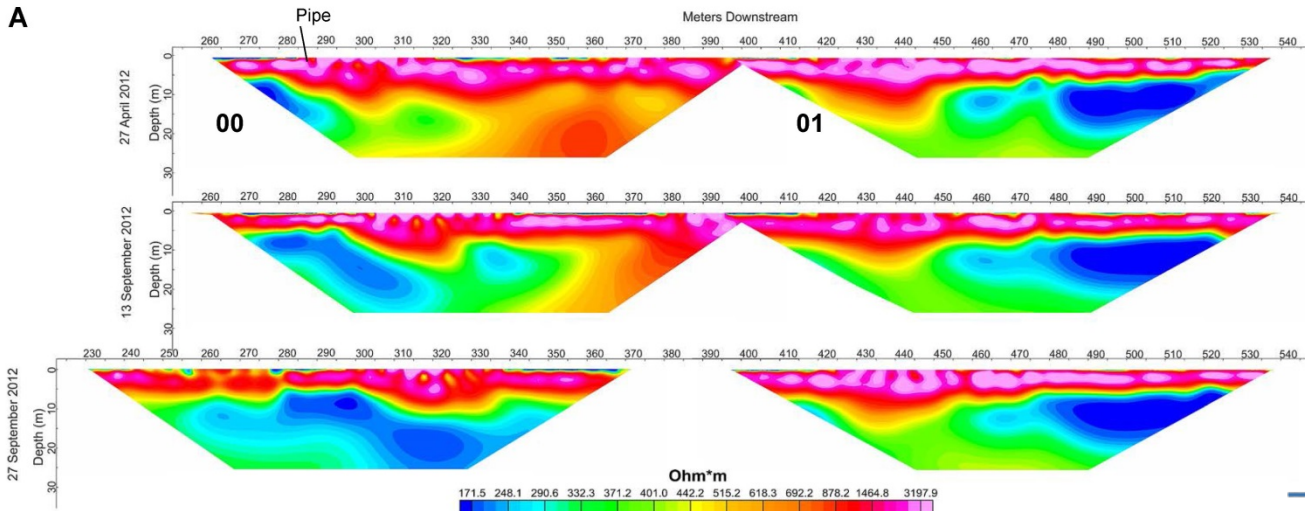 A
Pipe
Meters Downstream
260 270 280 290 300 310 320 330 340 350 360 370 380 390 400 410 420 430 440 450 460 470 480 490 500 510 520 530 540
27 April 2012
Depth (m)
0
10
20
30
00
01
260 270 280 290 300 310 320 330 340 350 360 370 380 390 400 410 420 430 440 450 460 470 480 490 500 510 520 530 540
13 September 2012
Depth (m)
0
10
20
30
230 240 250 260 270 280 290 300 310 320 330 340 350 360 370 380 390 400 410 420 430 440 450 460 470 480 490 500 510 520 530 540
27 September 2012
Depth (m)
0
10
20
30
Ohm*m
171.5 248.1 290.6 332.3 371.2 401.0 442.2 515.2 618.3 692.2 878.2 1464.8 3197.9